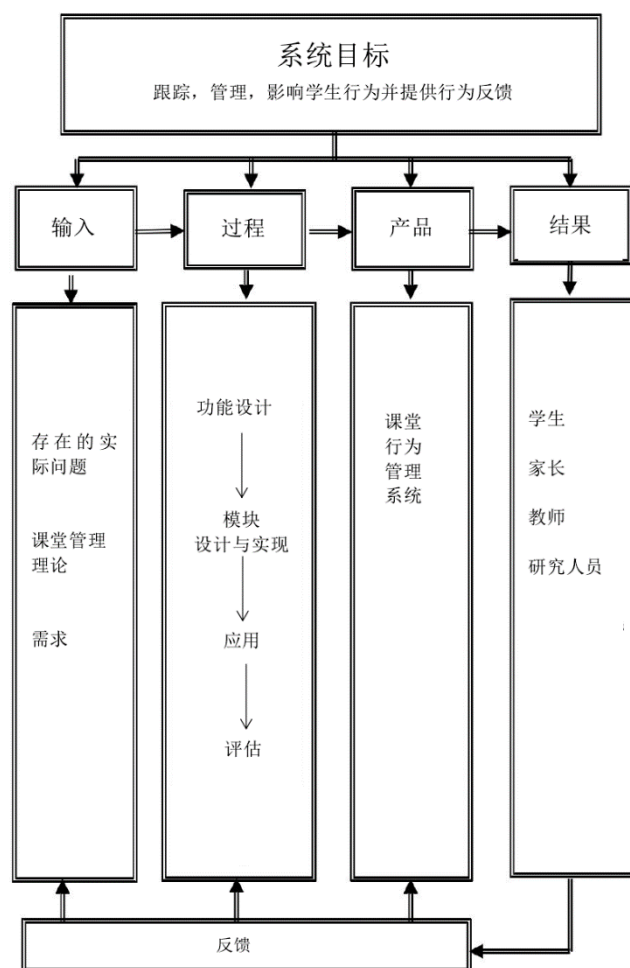 系统目标
跟踪，管理，影响学生行为并提供行为反馈
输入
过程
产品
结果
存在的实
际问题
课堂管理
理论
需求
功能设计
模块
设计与实现
应用
评估
课堂
行为
管理
系统
学生
家长
教师
研究人员
反馈